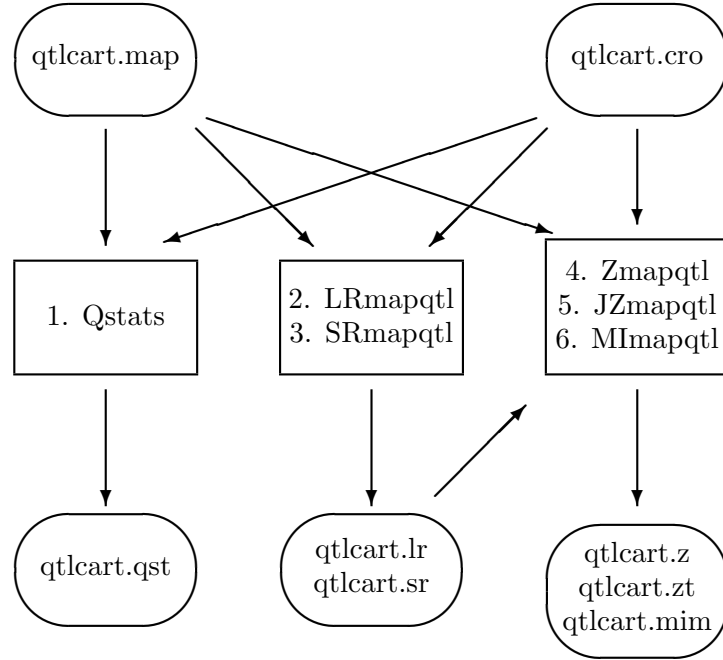 qtlcart.map
qtlcart.cro
1. Qstats
2. LRmapqtl
3. SRmapqtl
4. Zmapqtl
5. JZmapqtl
6. MImapqtl
qtlcart.qst
qtlcart.lr
qtlcart.sr
qtlcart.z
qtlcart.zt
qtlcart.mim